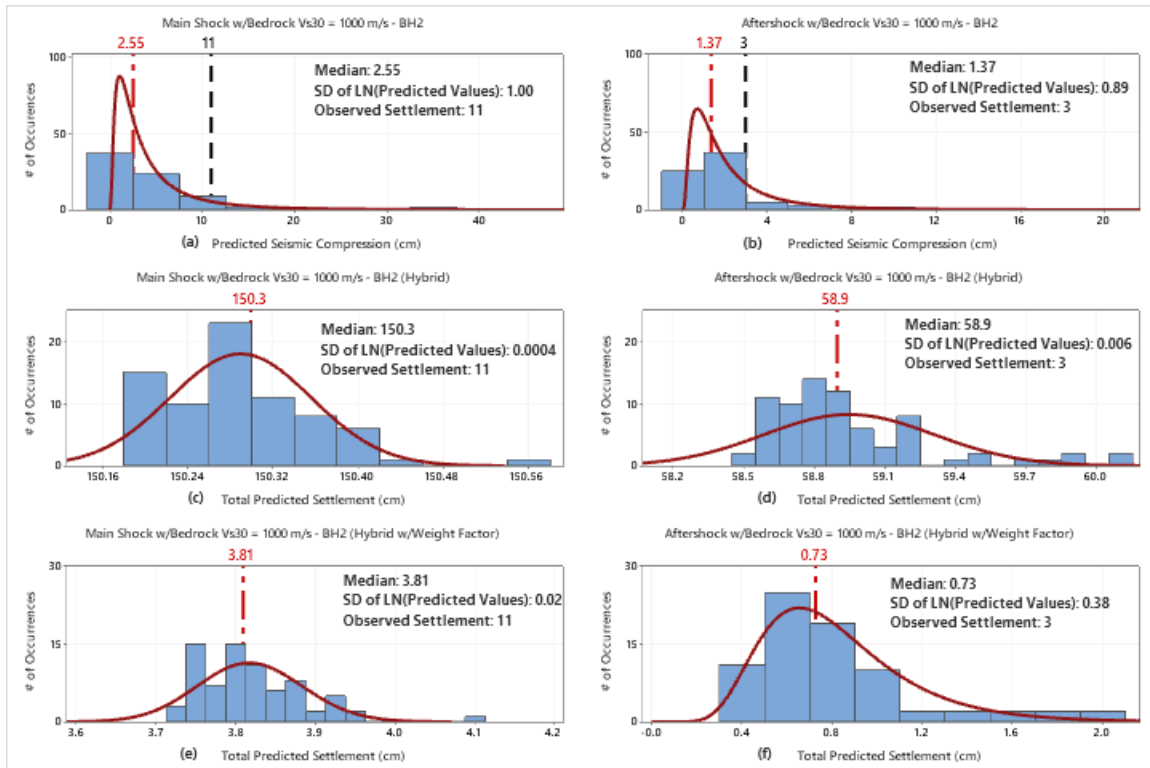 Main Shock w/Bedrock Vs30 = 1000 m/s - BH2
2.55
11
100
50
0
# of Occurrences
Median: 2.55
SD of LN(Predicted Values): 1.00
Observed Settlement: 11
0
10
20
30
40
(a)
Predicted Seismic Compression (cm)
Aftershock w/Bedrock Vs30 = 1000 m/s - BH2
1.37
3
100
50
0
# of Occurrences
Median: 1.37
SD of LN(Predicted Values): 0.89
Observed Settlement: 3
0
4
8
12
16
20
(b)
Predicted Seismic Compression (cm)
Main Shock w/Bedrock Vs30 = 1000 m/s - BH2 (Hybrid)
150.3
20
10
0
# of Occurrences
Median: 150.3
SD of LN(Predicted Values): 0.0004
Observed Settlement: 11
150.16
150.24
150.32
150.40
150.48
150.56
(c)
Total Predicted Settlement (cm)
Aftershock w/Bedrock Vs30 = 1000 m/s - BH2 (Hybrid)
58.9
20
10
0
# of Occurrences
Median: 58.9
SD of LN(Predicted Values): 0.006
Observed Settlement: 3
58.2
58.5
58.8
59.1
59.4
59.7
60.0
(d)
Total Predicted Settlement (cm)
Main Shock w/Bedrock Vs30 = 1000 m/s - BH2 (Hybrid w/Weight Factor)
3.81
30
15
0
# of Occurrences
Median: 3.81
SD of LN(Predicted Values): 0.02
Observed Settlement: 11
3.6
3.7
3.8
3.9
4.0
4.1
4.2
(e)
Total Predicted Settlement (cm)
Aftershock w/Bedrock Vs30 = 1000 m/s - BH2 (Hybrid w/Weight Factor)
0.73
30
15
0
# of Occurrences
Median: 0.73
SD of LN(Predicted Values): 0.38
Observed Settlement: 3
-0.0
0.4
0.8
1.2
1.6
2.0
(f)
Total Predicted Settlement (cm)